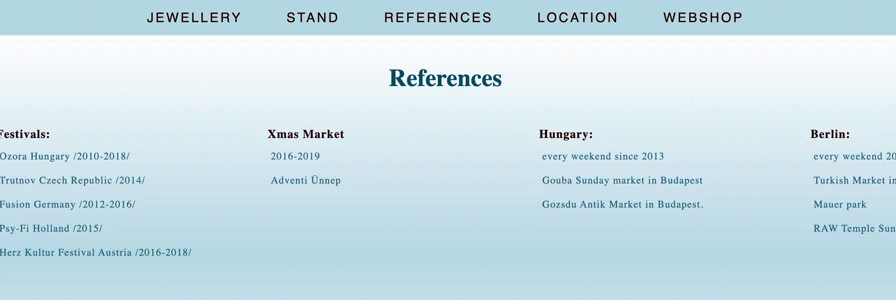 JEWELLERY STAND REFERENCES LOCATION WEBSHOP
References
Festivals:
Ozora Hungary /2010-2018/
Trutnov Czech Republic /2014/
Fusion Germany /2012-2016/
Psy-Fi Holland /2015/
Herz Kultur Festival Austria /2016-2018/
Xmas Market
2016-2019
Adventi Ünnep
Hungary:
every weekend since 2013
Gouba Sunday market in Budapest
Gozsdu Antik Market in Budapest.
Berlin:
every weekend
Turkish Market in
Mauer park
RAW Temple